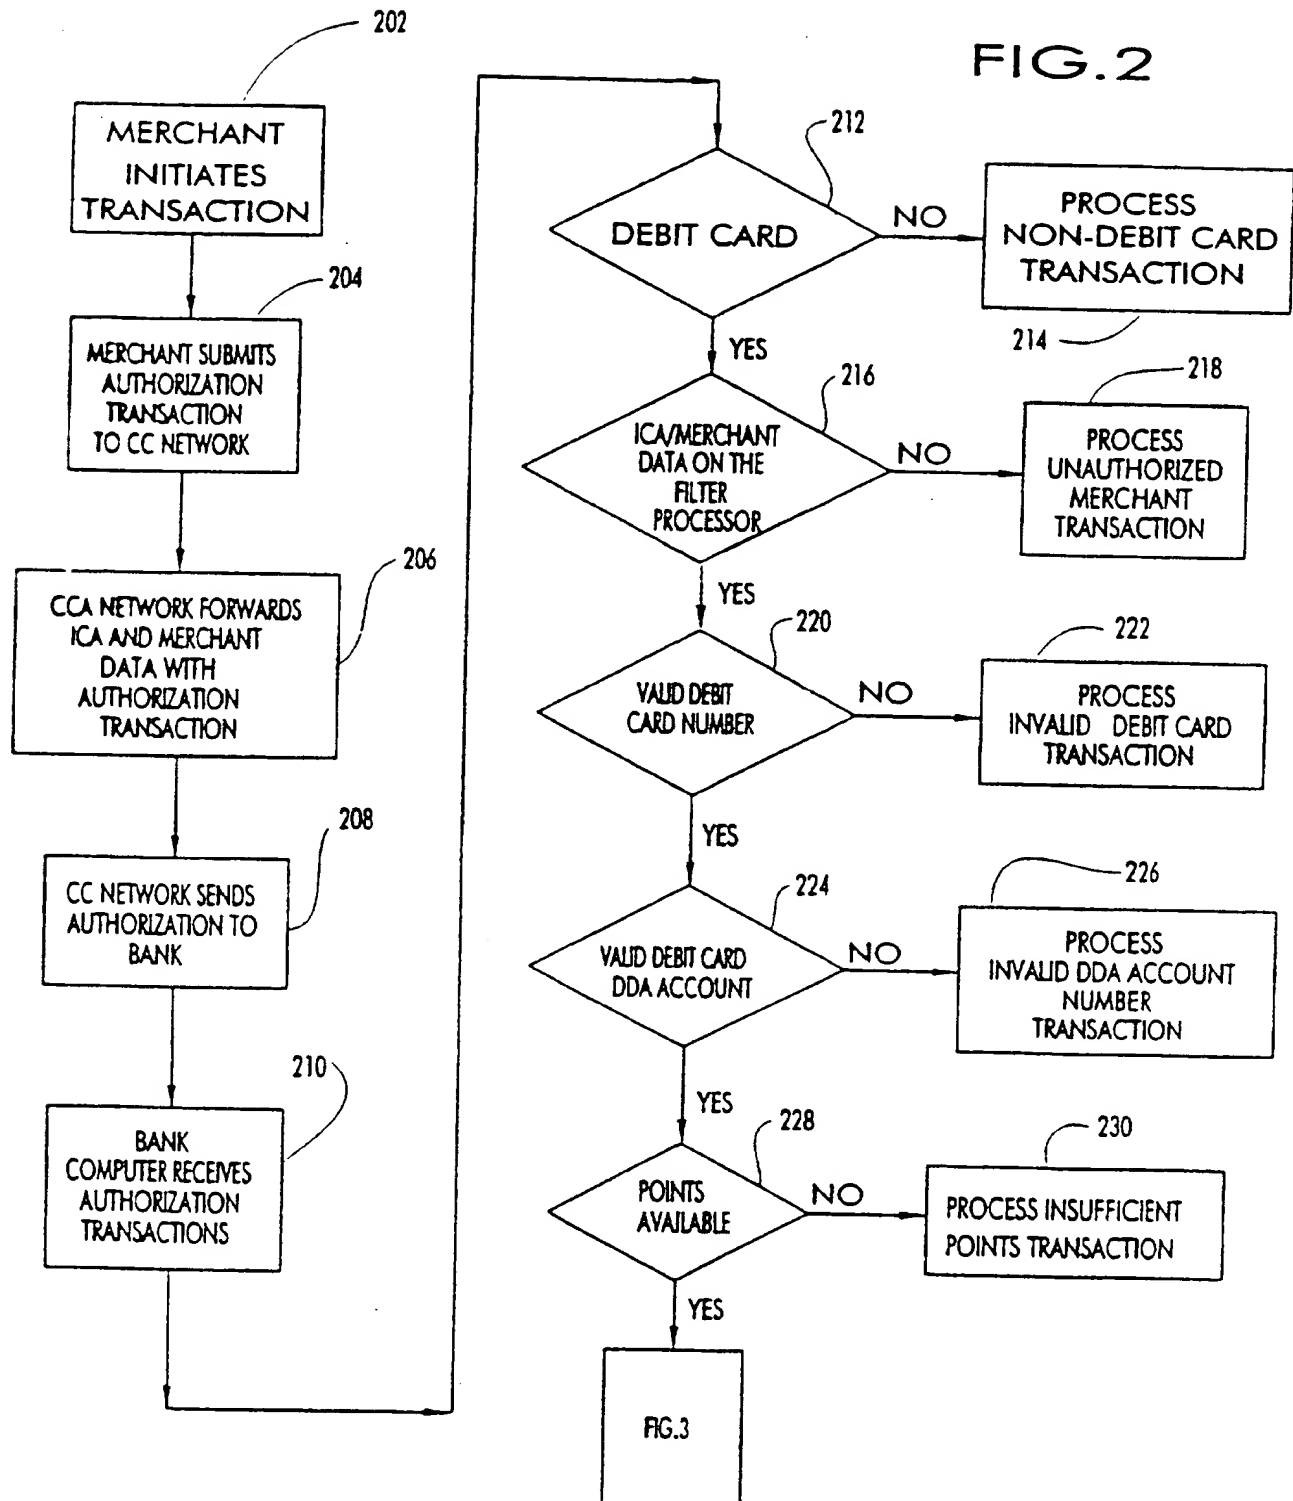 FIG.2
202
MERCHANT
INITIATES
TRANSACTION
204
MERCHANT SUBMITS
AUTHORIZATION
TRANSACTION
TO CC NETWORK
206
CCA NETWORK FORWARDS
ICA AND MERCHANT
DATA WITH
AUTHORIZATION
TRANSACTION
208
CC NETWORK SENDS
AUTHORIZATION TO
BANK
210
BANK
COMPUTER RECEIVES
AUTHORIZATION
TRANSACTIONS
212
DEBIT CARD
NO
PROCESS
NON-DEBIT CARD
TRANSACTION
214
YES
216
ICA/MERCHANT
DATA ON THE
FILTER
PROCESSOR
NO
218
PROCESS
UNAUTHORIZED
MERCHANT
TRANSACTION
YES
220
VALID DEBIT
CARD NUMBER
NO
222
PROCESS
INVALID DEBIT CARD
TRANSACTION
YES
224
VALID DEBIT CARD
DDA ACCOUNT
NO
226
PROCESS
INVALID DDA ACCOUNT
NUMBER
TRANSACTION
YES
228
POINTS
AVAILABLE
NO
230
PROCESS INSUFFICIENT
POINTS TRANSACTION
YES
FIG.3